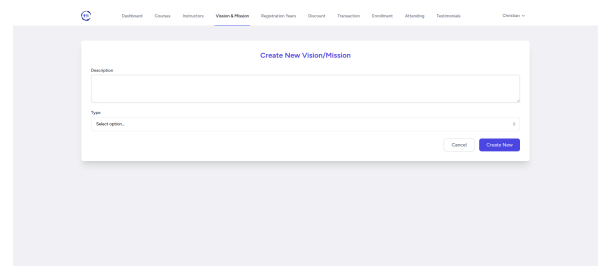 Dashboard Courses Instructors Vission & Mission Registration Years Discount Transaction Enrollment Attending Testimonials Christian
Create New Vision/Mission
Description
Type
Select option...
Cancel Create New